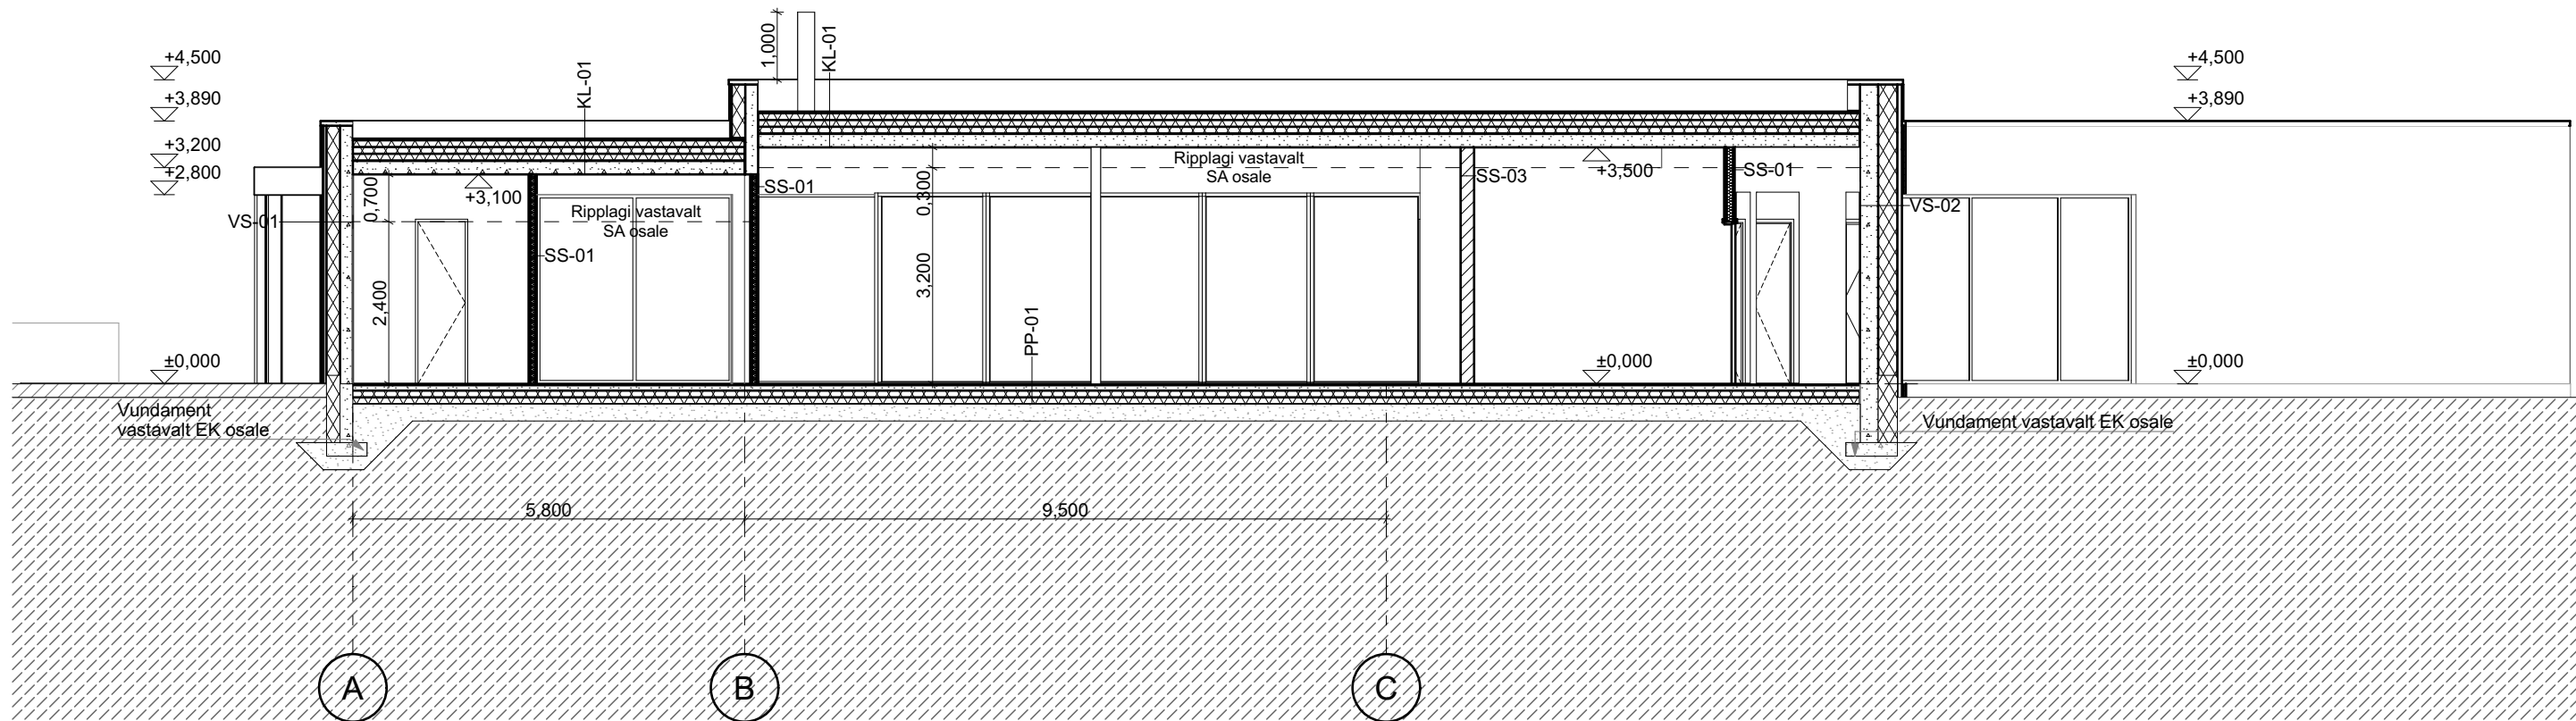 1,000
KL-01
+4,500
+4,500
KL-01
+3,890
+3,890
+3,200
+2,800
Ripplagi vastavalt
SA osale
+3,500
SS-01
SS-03
SS-01
0,700
+3,100
0,300
VS-01
Ripplagi vastavalt
SA osale
VS-02
SS-01
2,400
3,200
PP-01
±0,000
±0,000
±0,000
Vundament
vastavalt EK osale
Vundament vastavalt EK osale
5,800
9,500
A
B
C